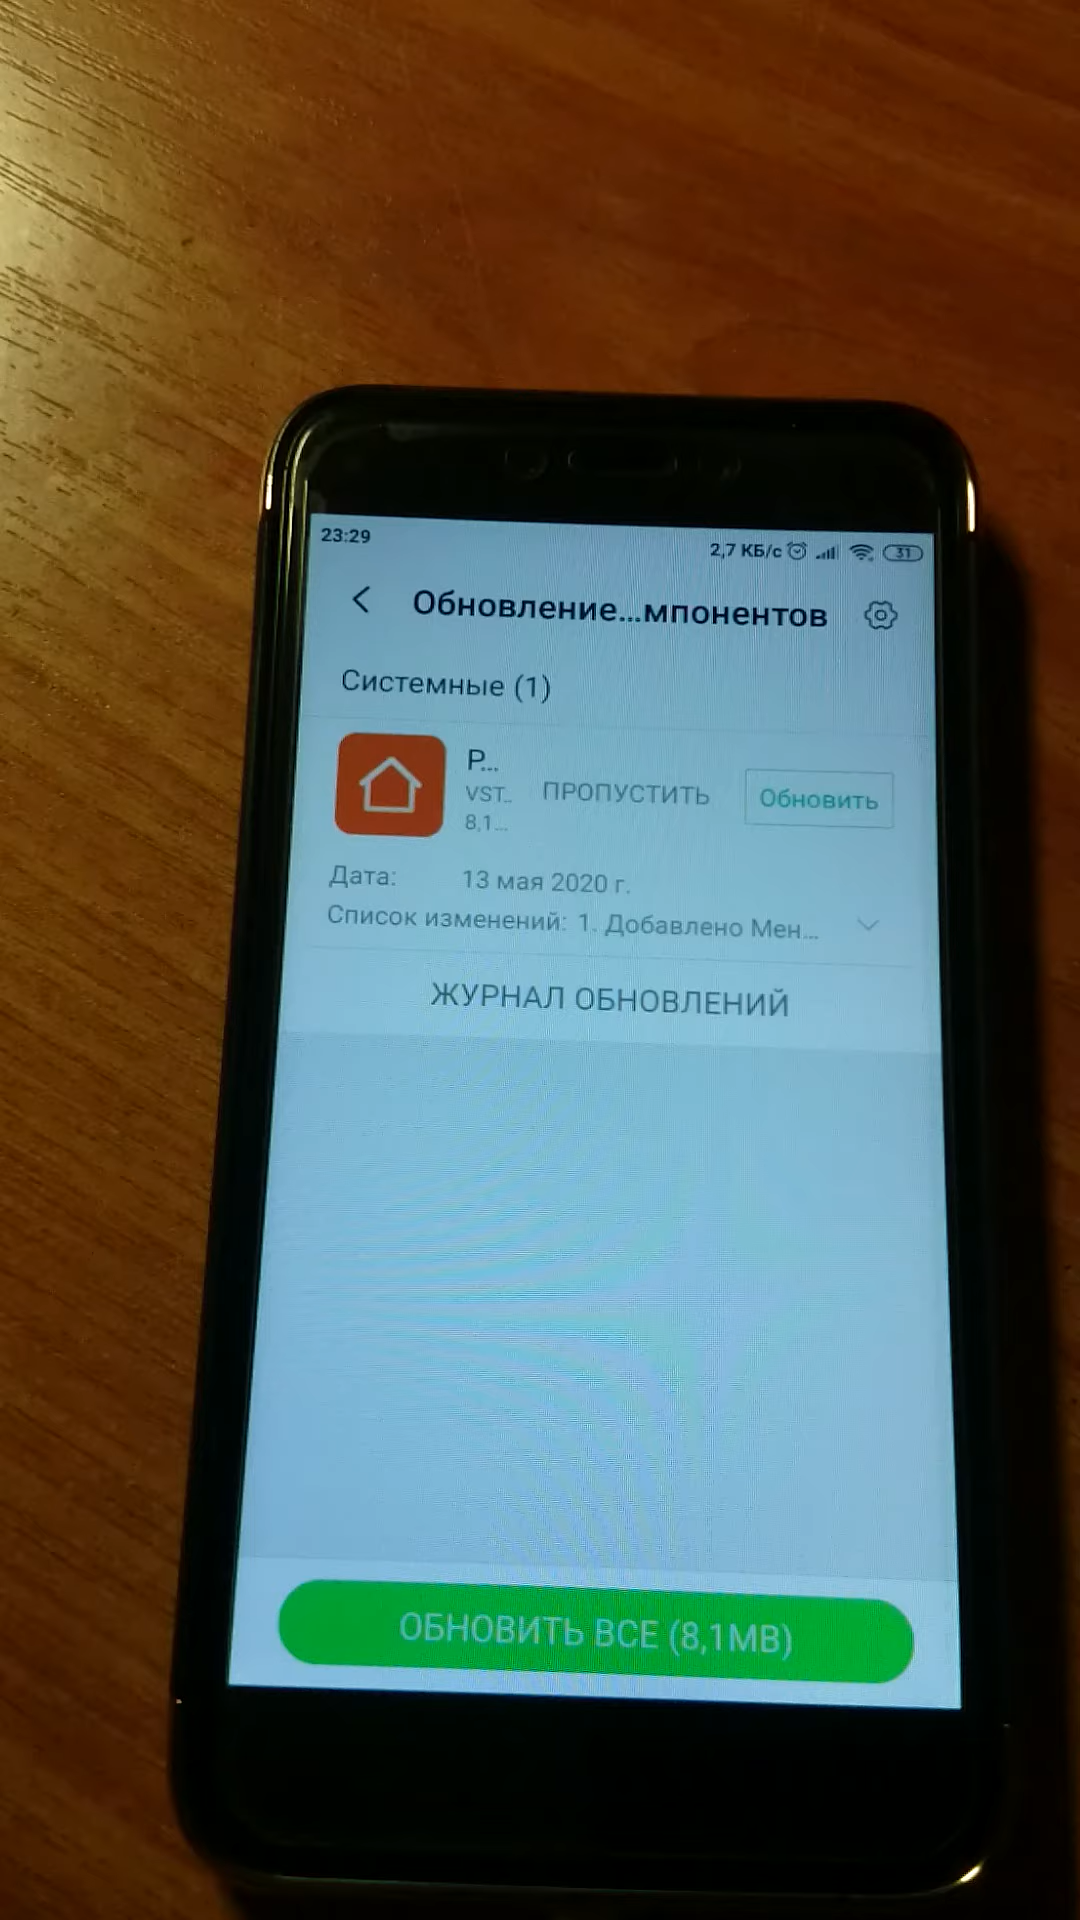 23:29
2,7 КБ/с
31
Обновление...мпонентов
Системные (1)
Р...
VST..
8,1...
ПРОПУСТИТЬ
Обновить
Дата: 13 мая 2020 г.
Список изменений: 1. Добавлено Мен...
ЖУРНАЛ ОБНОВЛЕНИЙ
ОБНОВИТЬ ВСЕ (8,1MB)